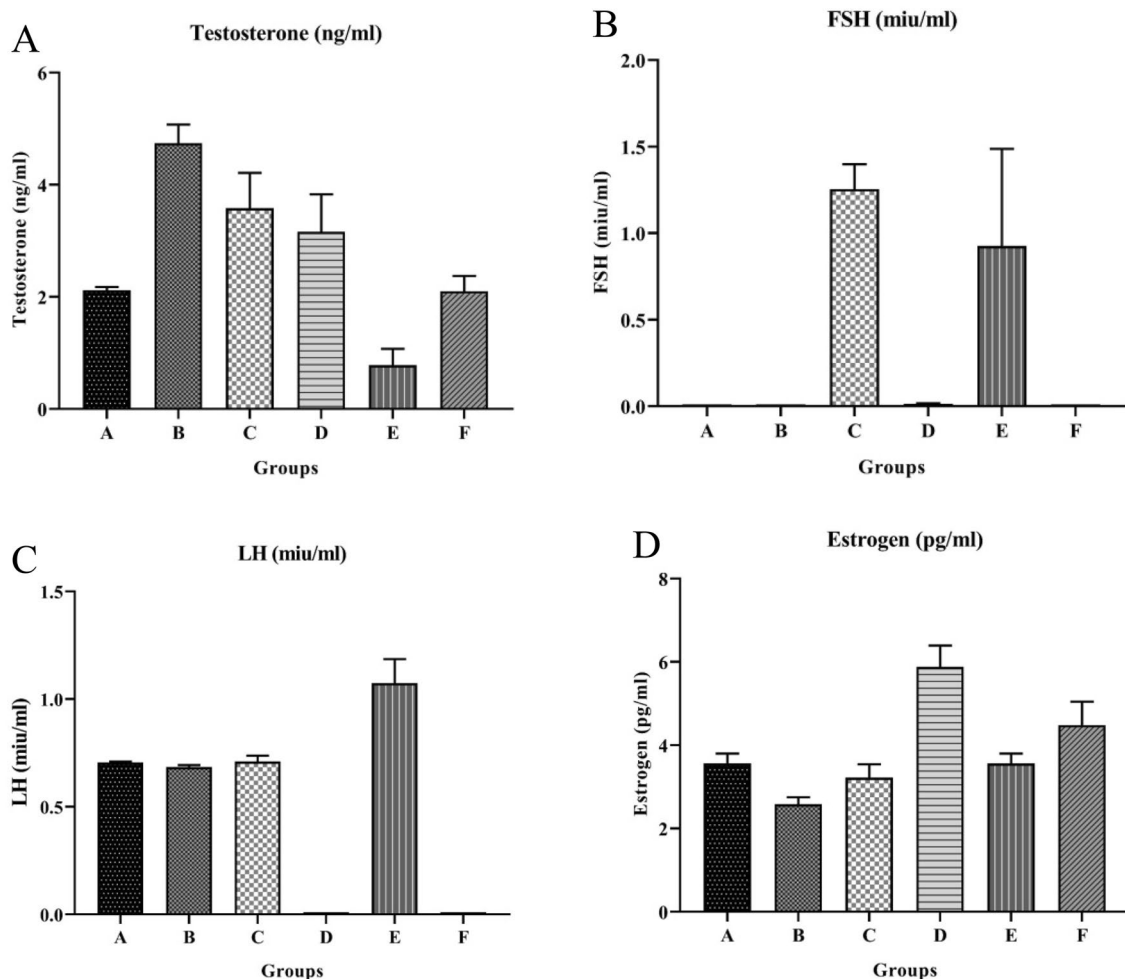 A
Testosterone (ng/ml)
Testosterone (ng/ml)
6
4
2
0
A B C D E F
Groups
B
FSH (miu/ml)
FSH (miu/ml)
2.0
1.5
1.0
0.5
0.0
A B C D E F
Groups
C
LH (miu/ml)
LH (miu/ml)
1.5
1.0
0.5
0.0
A B C D E F
Groups
D
Estrogen (pg/ml)
Estrogen (pg/ml)
8
6
4
2
0
A B C D E F
Groups